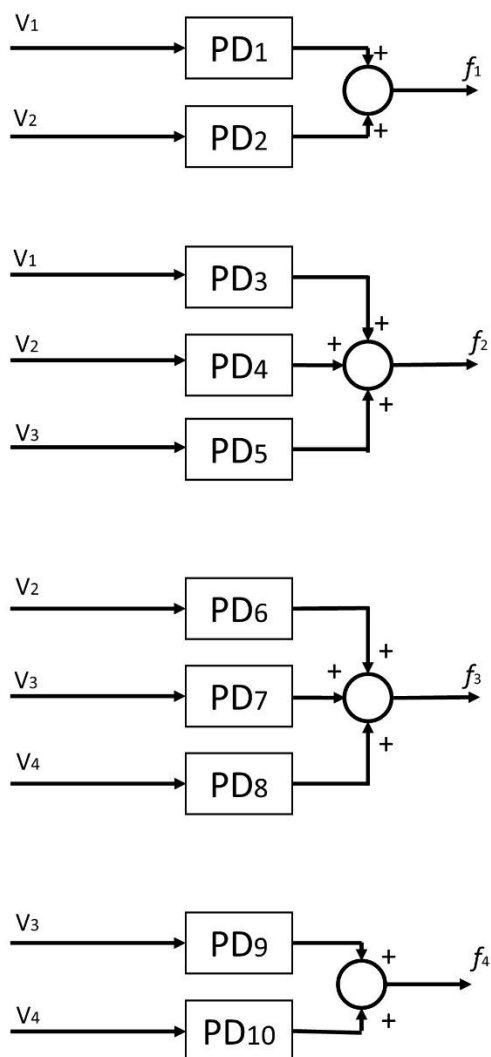 V1
PD1
+
f1
V2
PD2
+
V1
PD3
+
V2
PD4
+
f2
V3
PD5
+
V2
PD6
+
V3
PD7
+
f3
V4
PD8
+
V3
PD9
+
f4
V4
PD10
+